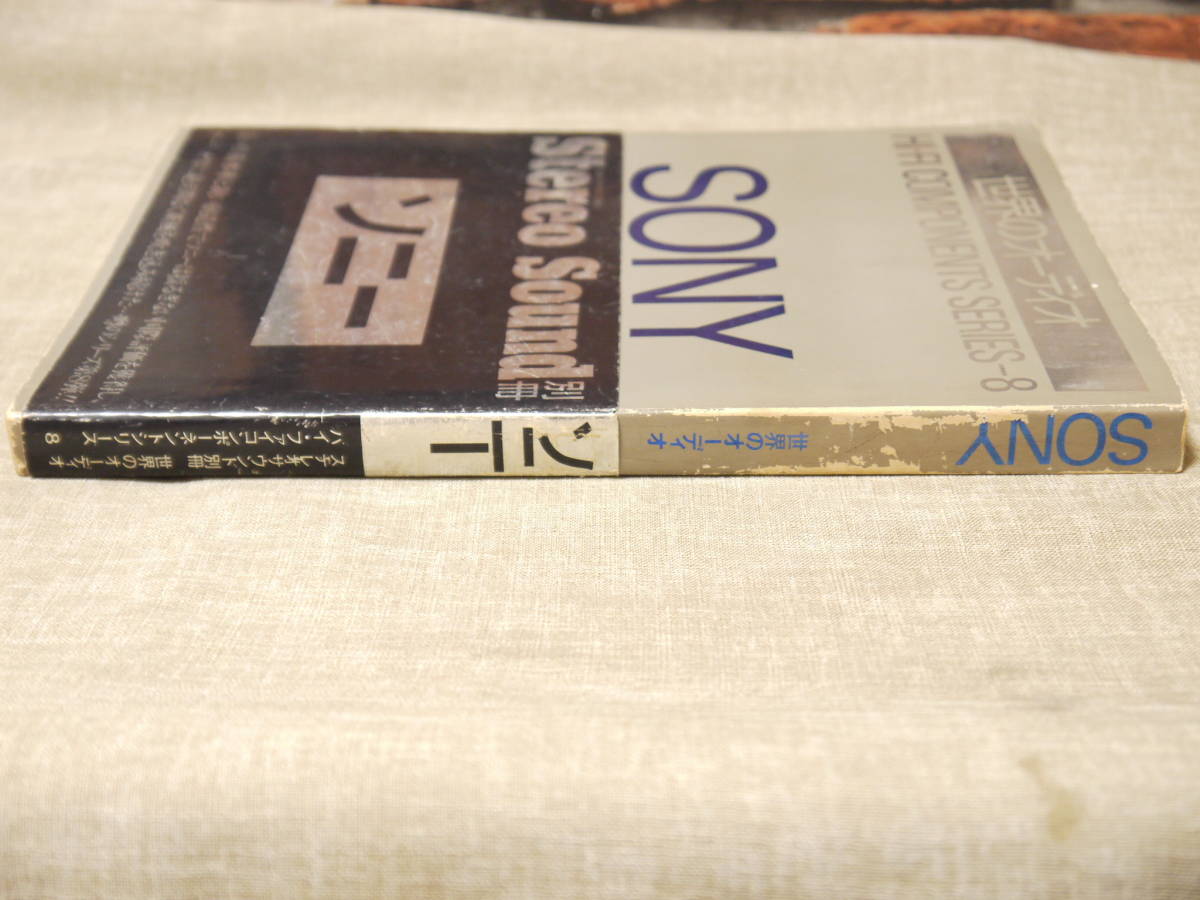 世界のオーディオ
HI-FI COMPONENTS SERIES-8
SONY
Stereo Sound
別冊
ソニー
SONY
世界のオーディオ
ソニー
ステレオサウンド別冊 世界のオーディオ
ハイ・ファイ・コンポーネント・シリーズ 8